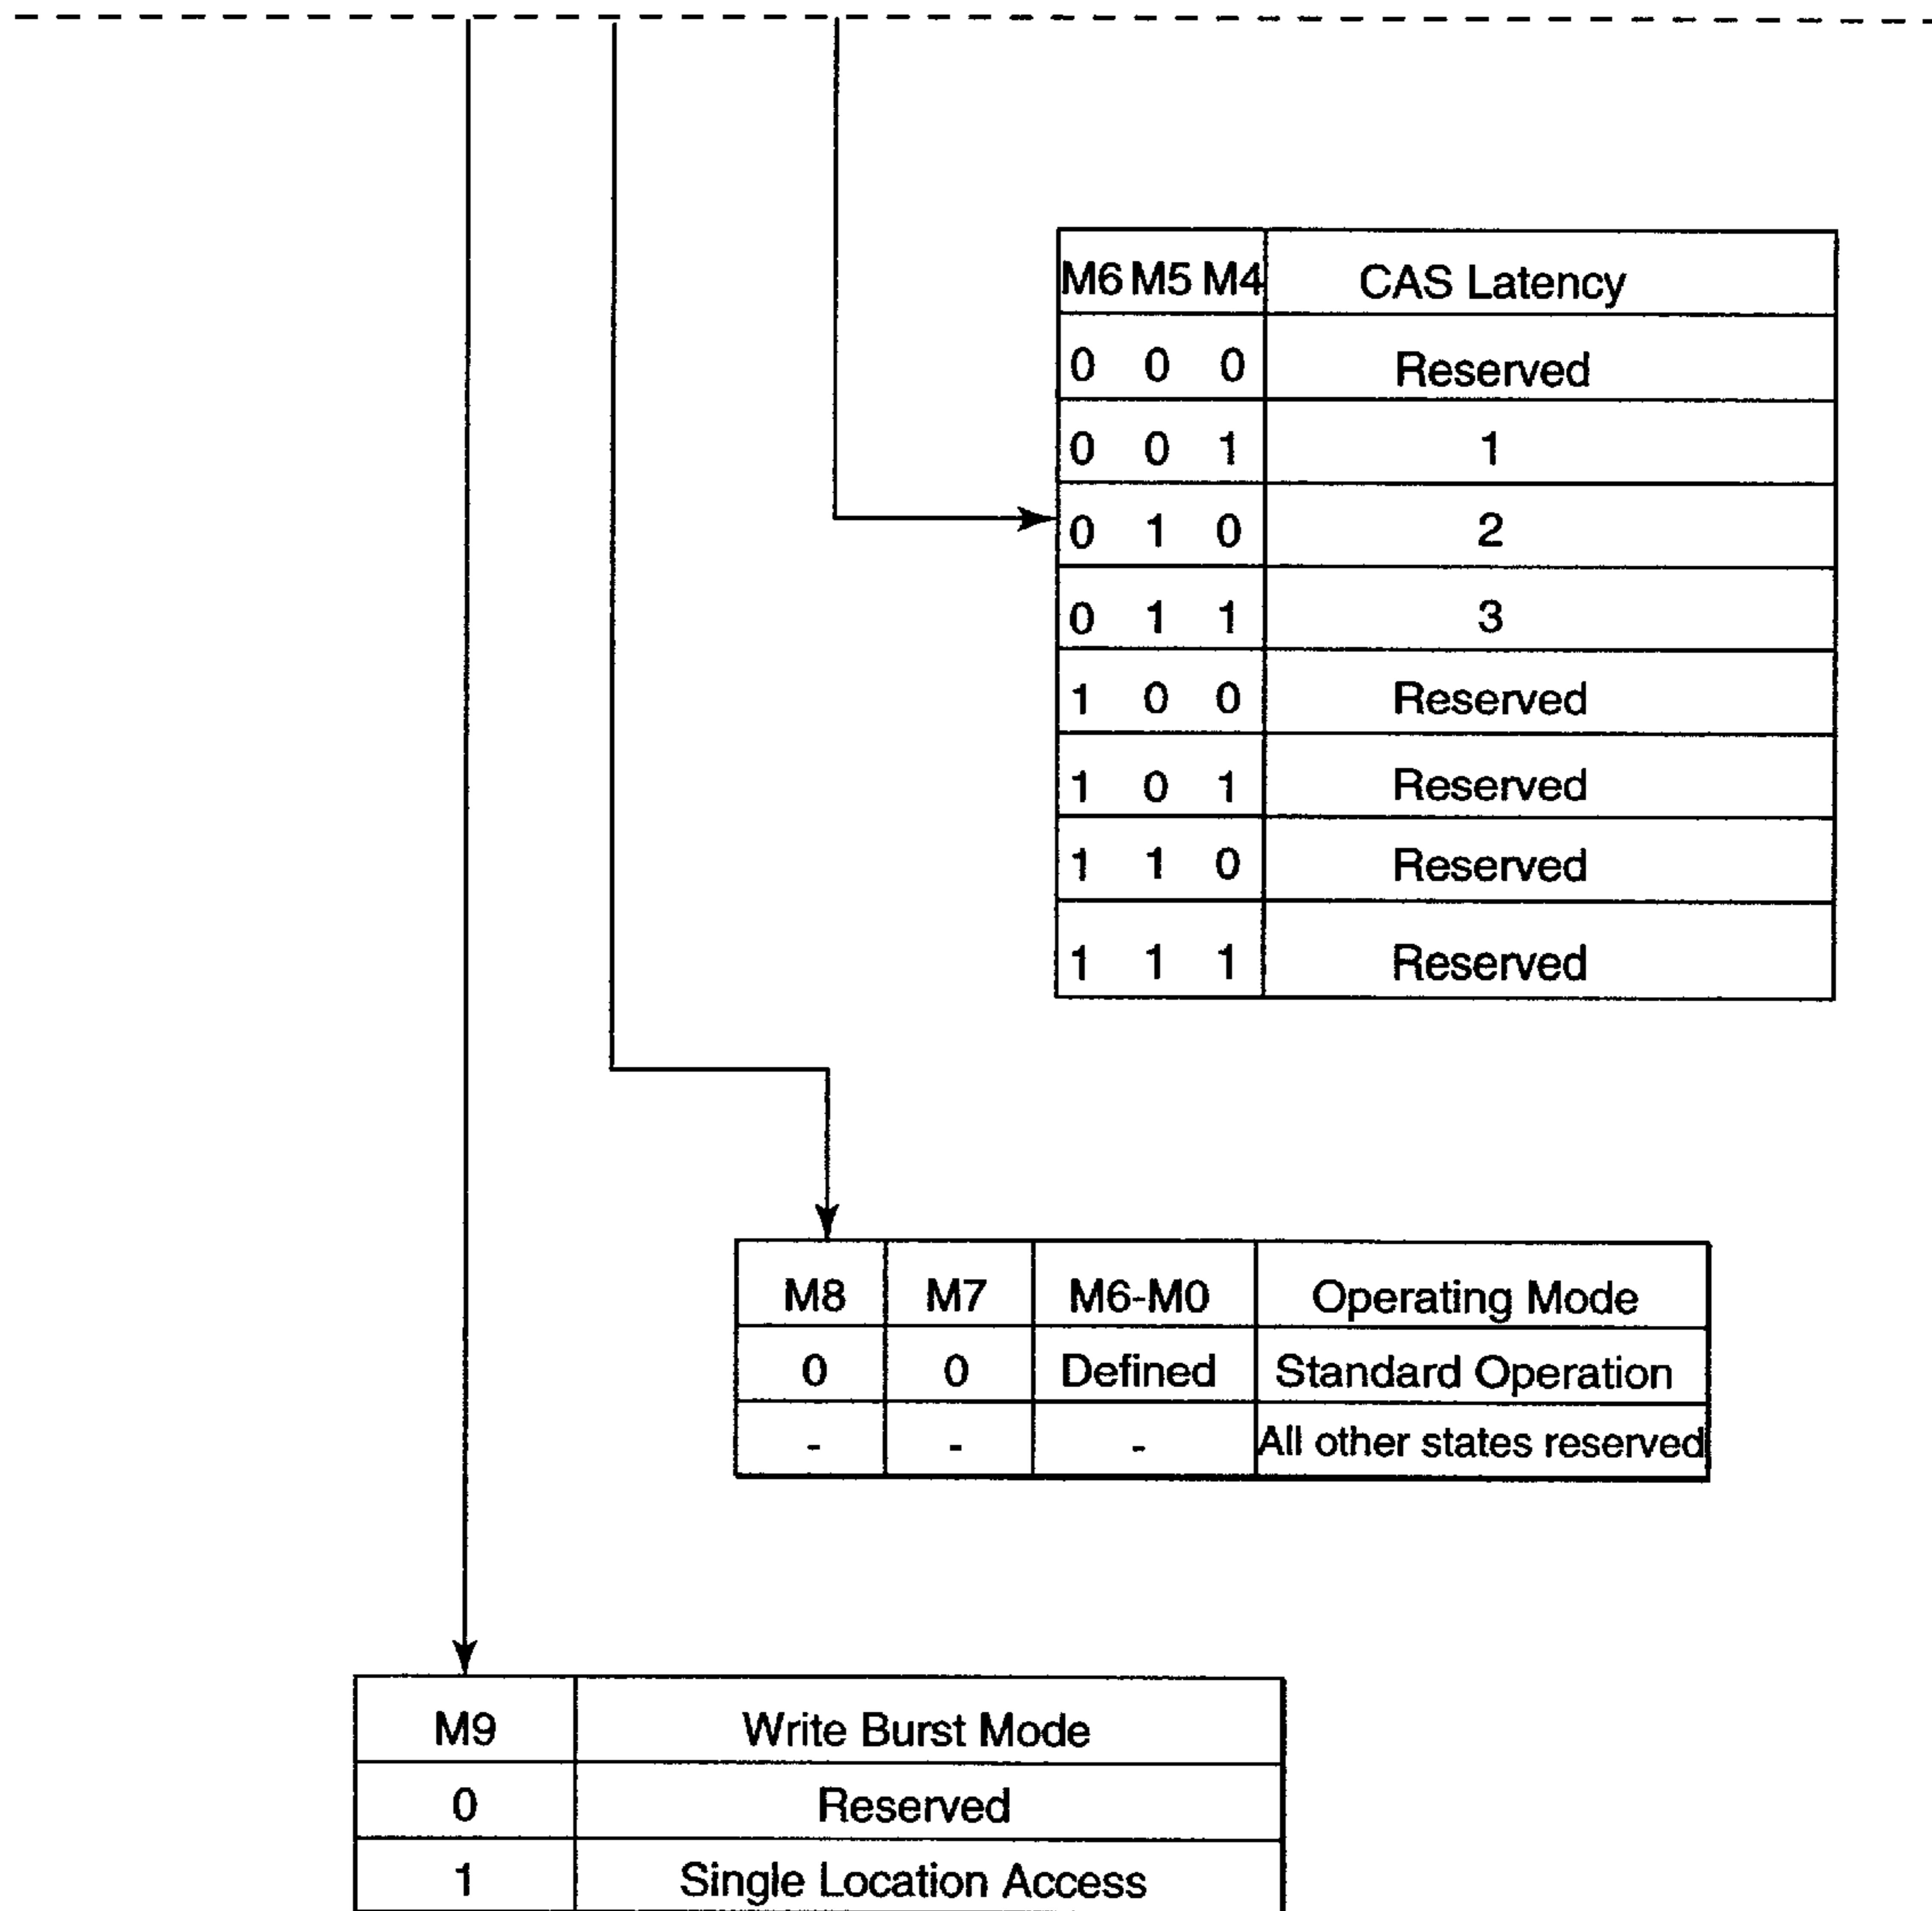 M6 M5 M4 CAS Latency
0 0 0 Reserved
0 0 1 1
0 1 0 2
0 1 1 3
1 0 0 Reserved
1 0 1 Reserved
1 1 0 Reserved
1 1 1 Reserved
M8 M7 M6-M0 Operating Mode
0 0 Defined Standard Operation
- - - All other states reserved
M9 Write Burst Mode
0 Reserved
1 Single Location Access